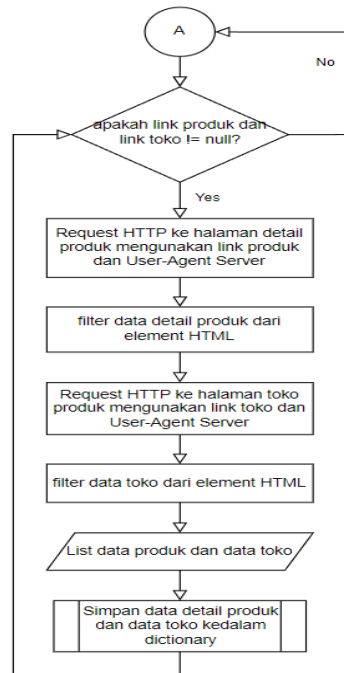 A
No
apakah link produk dan
link toko != null?
Yes
Request HTTP ke halaman detail
produk mengunakan link produk
dan User-Agent Server
filter data detail produk dari
element HTML
Request HTTP ke halaman toko
produk mengunakan link toko dan
User-Agent Server
filter data toko dari element HTML
List data produk dan data toko
Simpan data detail produk
dan data toko kedalam
dictionary